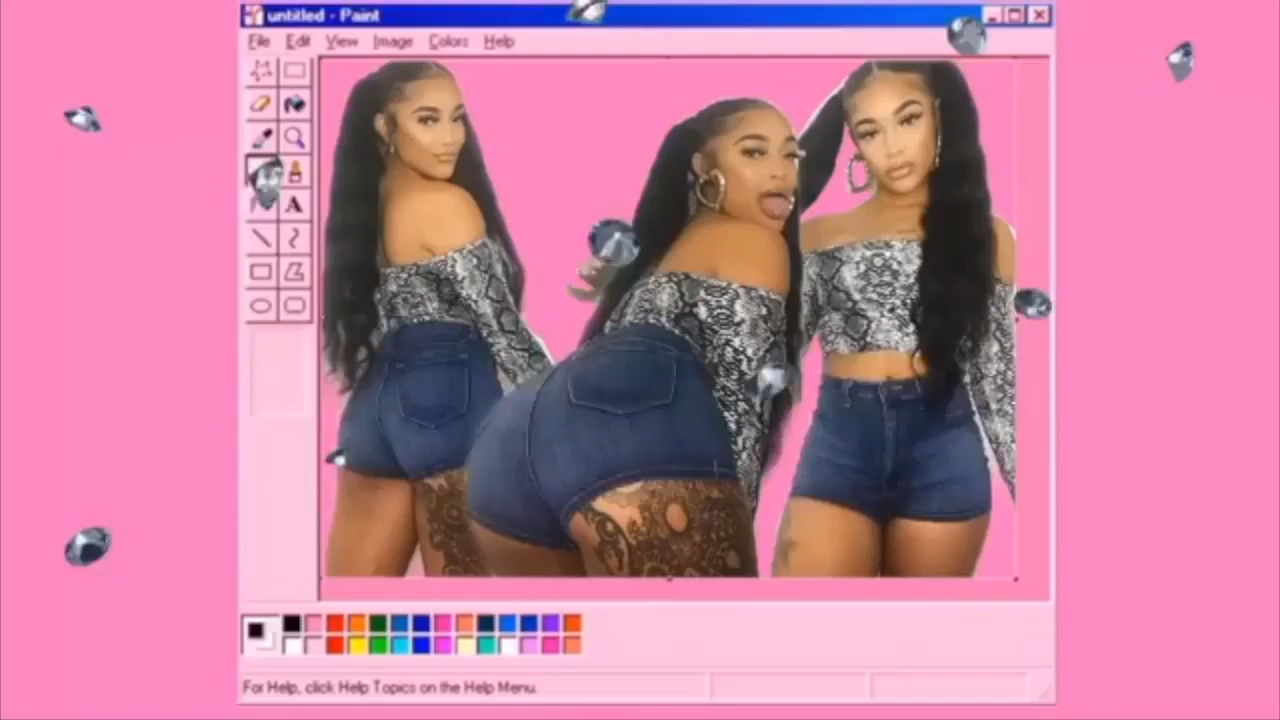 untitled - Paint
File Edit View Image Colors Help
A
For Help, click Help Topics on the Help Menu.